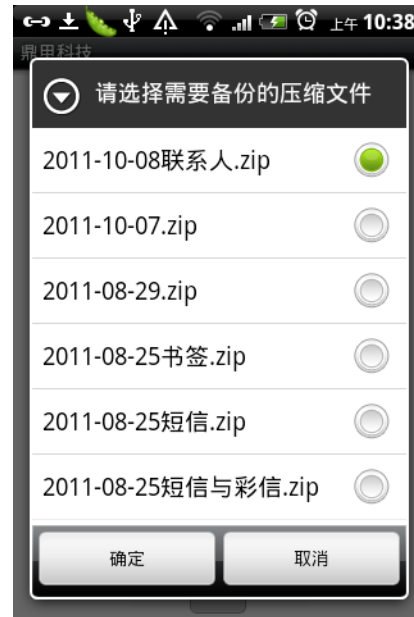 上午 10:38
鼎甲科技
请选择需要备份的压缩文件
2011-10-08联系人.zip
2011-10-07.zip
2011-08-29.zip
2011-08-25书签.zip
2011-08-25短信.zip
2011-08-25短信与彩信.zip
确定
取消